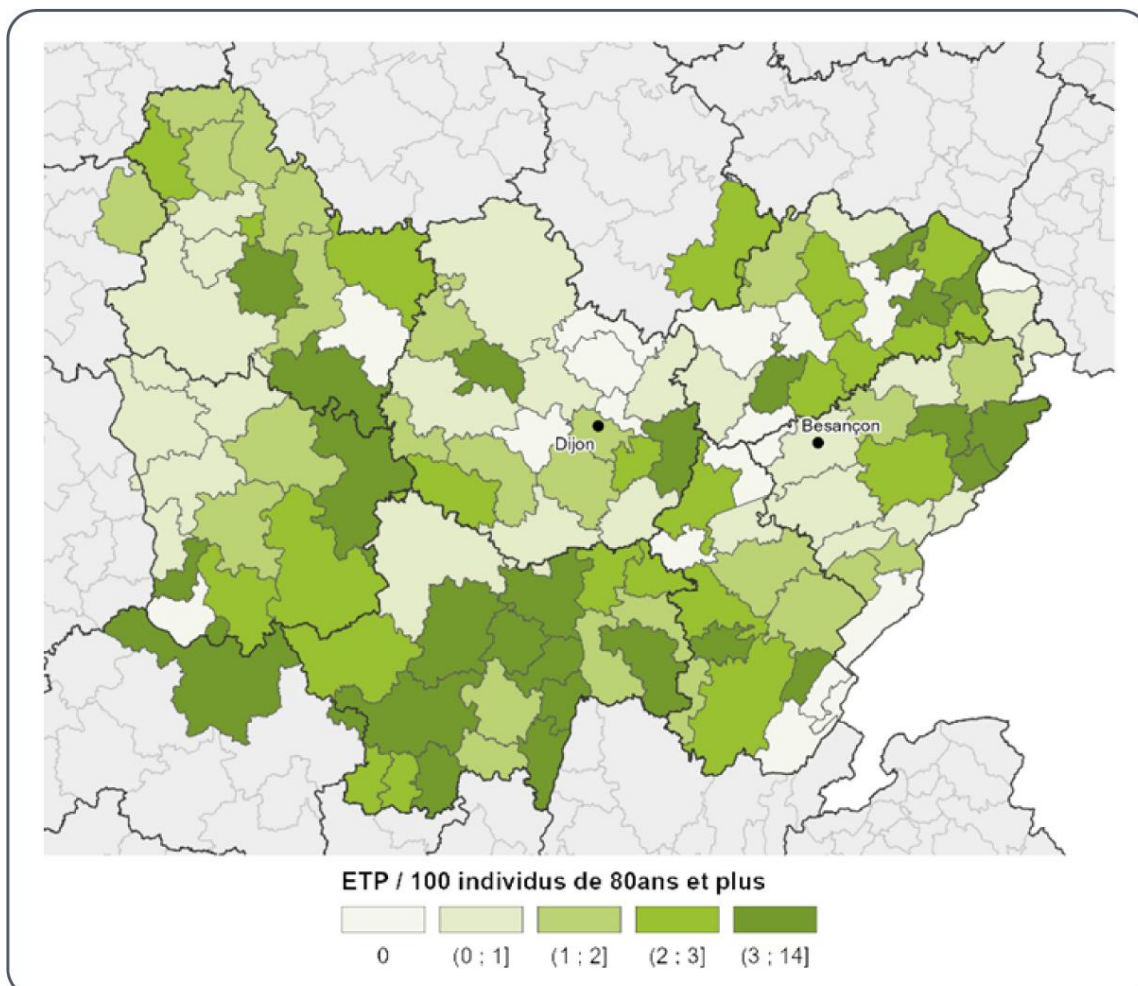 Dijon
Besançon
ETP / 100 individus de 80ans et plus
0
(0 ; 1]
(1 ; 2]
(2 ; 3]
(3 ; 14]